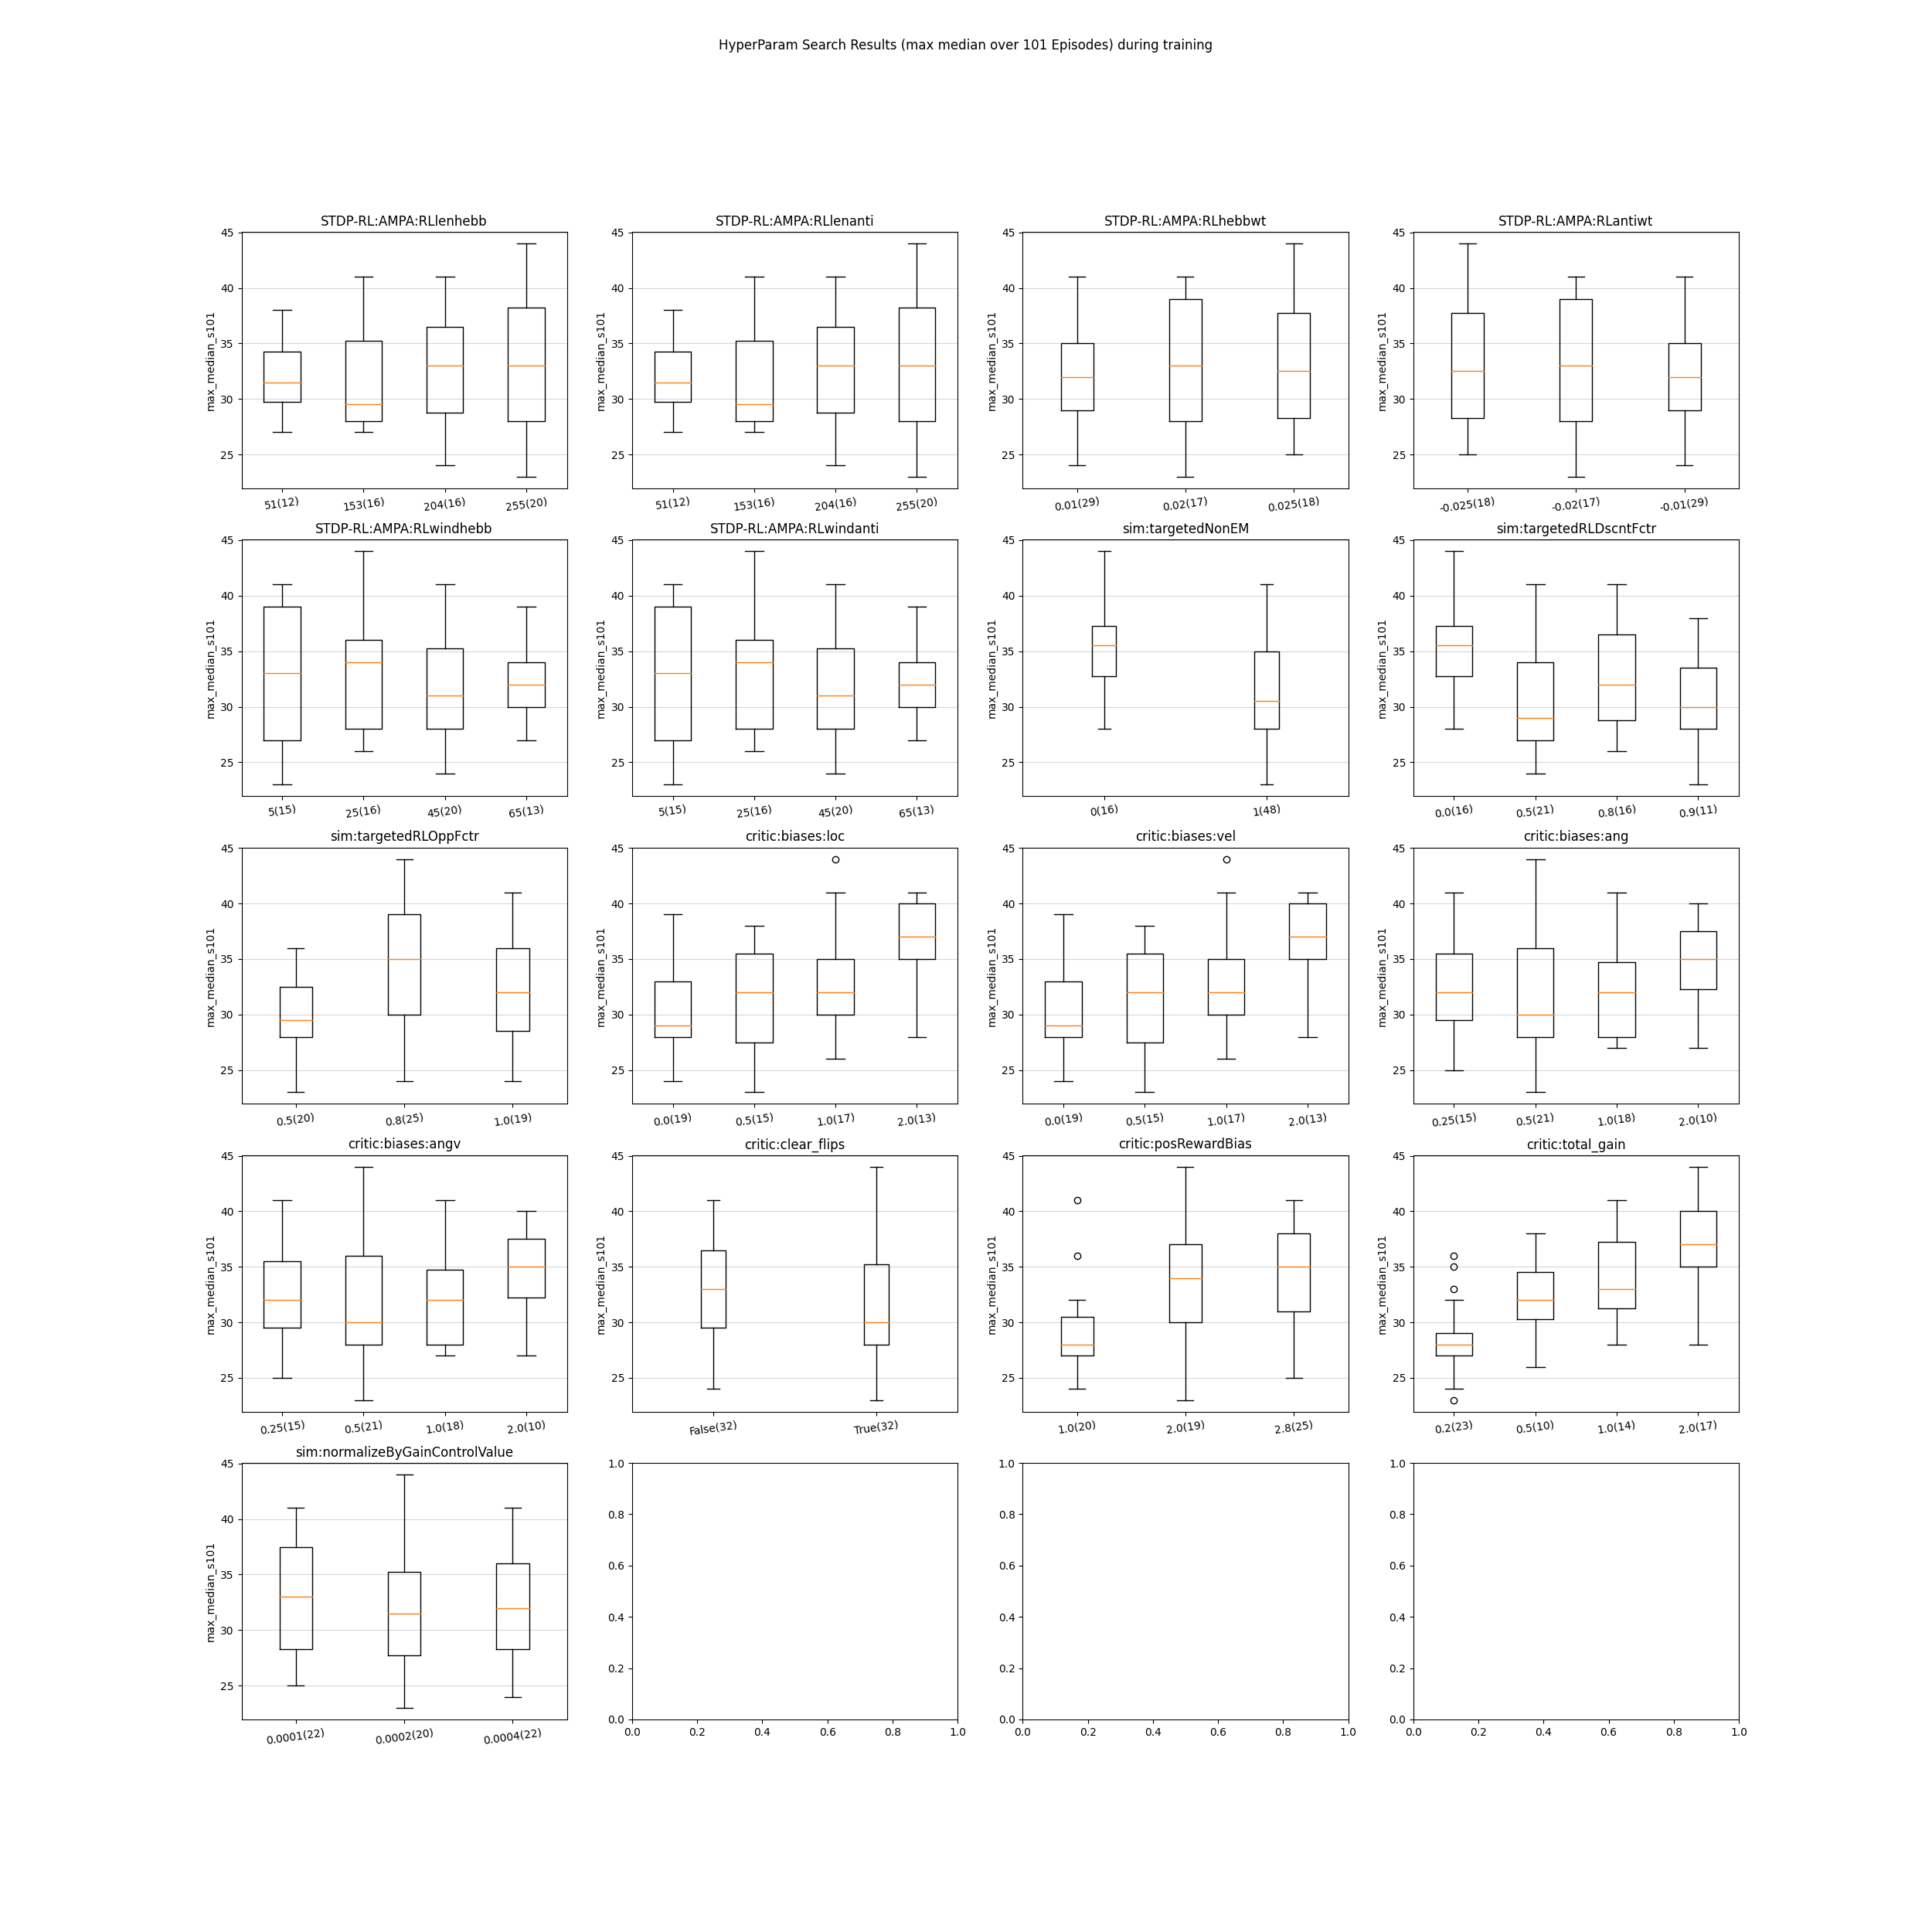 HyperParam Search Results (max median over 101 Episodes) during training
STDP-RL:AMPA:RLlenhebb
max_median_s101
45
40
35
30
25
51(12) 153(16) 204(16) 255(20)
STDP-RL:AMPA:RLlenanti
max_median_s101
45
40
35
30
25
51(12) 153(16) 204(16) 255(20)
STDP-RL:AMPA:RLhebbwt
max_median_s101
45
40
35
30
25
0.01(29) 0.02(17) 0.025(18)
STDP-RL:AMPA:RLantiwt
max_median_s101
45
40
35
30
25
-0.025(18) -0.02(17) -0.01(29)
STDP-RL:AMPA:RLwindhebb
max_median_s101
45
40
35
30
25
5(15) 25(16) 45(20) 65(13)
STDP-RL:AMPA:RLwindanti
max_median_s101
45
40
35
30
25
5(15) 25(16) 45(20) 65(13)
sim:targetedNonEM
max_median_s101
45
40
35
30
25
0(16) 1(48)
sim:targetedRLDscntFctr
max_median_s101
45
40
35
30
25
0.0(16) 0.5(21) 0.8(16) 0.9(11)
sim:targetedRLOppFctr
max_median_s101
45
40
35
30
25
0.5(20) 0.8(25) 1.0(19)
critic:biases:loc
max_median_s101
45
40
35
30
25
0.0(19) 0.5(15) 1.0(17) 2.0(13)
critic:biases:vel
max_median_s101
45
40
35
30
25
0.0(19) 0.5(15) 1.0(17) 2.0(13)
critic:biases:ang
max_median_s101
45
40
35
30
25
0.25(15) 0.5(21) 1.0(18) 2.0(10)
critic:biases:angv
max_median_s101
45
40
35
30
25
0.25(15) 0.5(21) 1.0(18) 2.0(10)
critic:clear_flips
max_median_s101
45
40
35
30
25
False(32) True(32)
critic:posRewardBias
max_median_s101
45
40
35
30
25
1.0(20) 2.0(19) 2.8(25)
critic:total_gain
max_median_s101
45
40
35
30
25
0.2(23) 0.5(10) 1.0(14) 2.0(17)
sim:normalizeByGainControlValue
max_median_s101
45
40
35
30
25
0.0001(22) 0.0002(20) 0.0004(22)
1.0
0.8
0.6
0.4
0.2
0.0
0.0 0.2 0.4 0.6 0.8 1.0
1.0
0.8
0.6
0.4
0.2
0.0
0.0 0.2 0.4 0.6 0.8 1.0
1.0
0.8
0.6
0.4
0.2
0.0
0.0 0.2 0.4 0.6 0.8 1.0